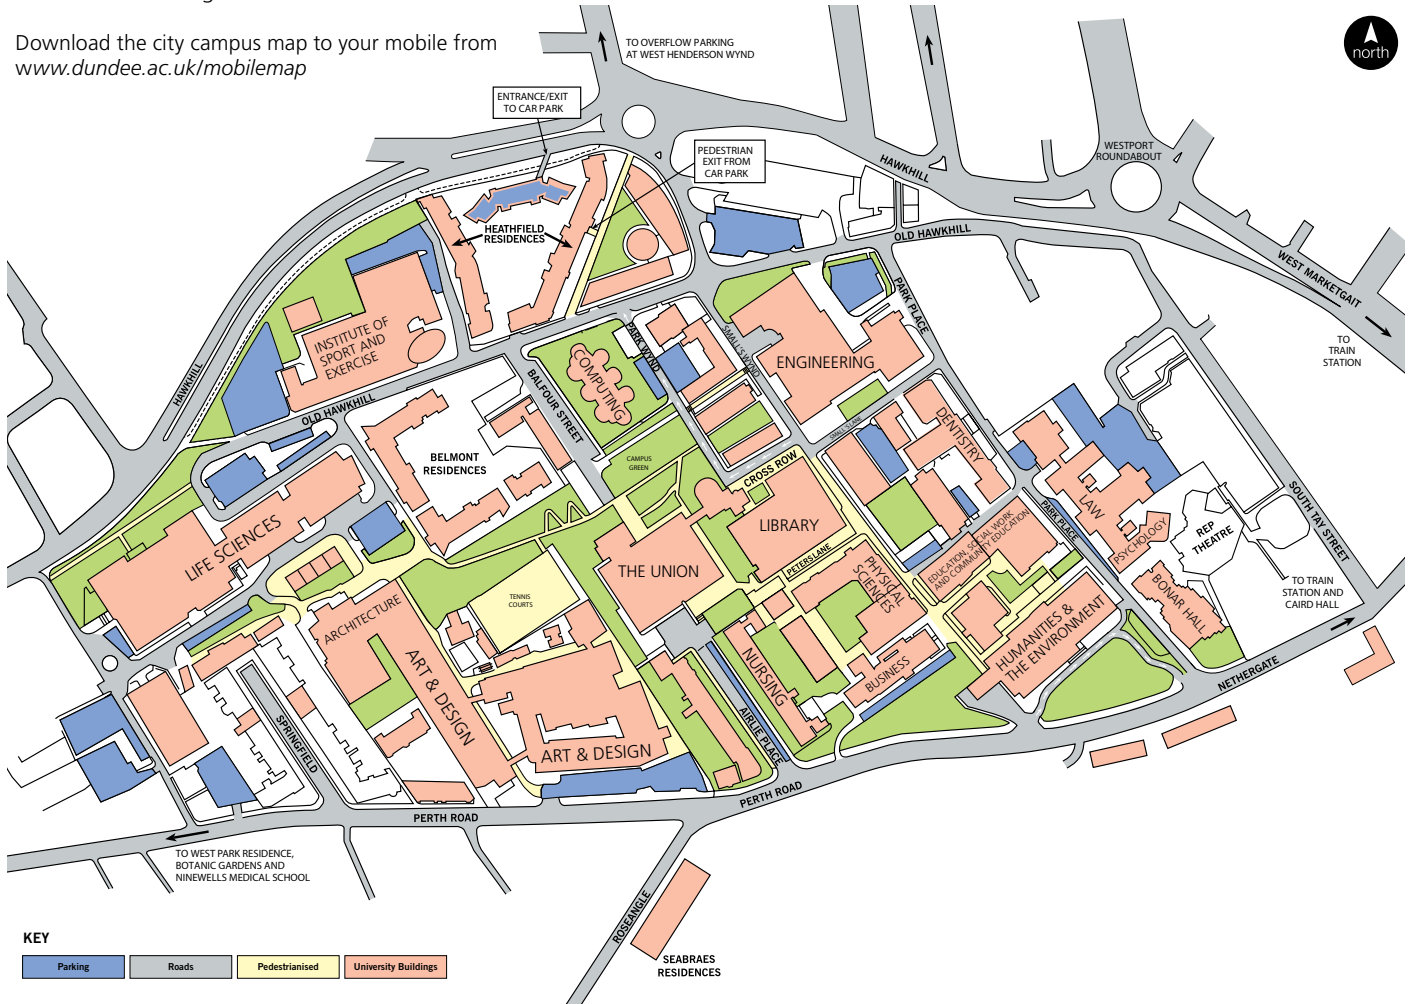 Download the city campus map to your mobile from
www.dundee.ac.uk/mobilemap
north
TO OVERFLOW PARKING
AT WEST HENDERSON WYND
ENTRANCE/EXIT
TO CAR PARK
PEDESTRIAN
EXIT FROM
CAR PARK
HAWKHILL
WESTPORT
ROUNDABOUT
HEATHFIELD
RESIDENCES
OLD HAWKHILL
WEST MARKETGAIT
TO
TRAIN
STATION
PARK PLACE
INSTITUTE OF
SPORT AND
EXERCISE
HAWKHILL
OLD HAWKHILL
BALFOUR STREET
COMPUTING
PARK WYND
SMALL'S WYND
ENGINEERING
SMALL'S LANE
DENTISTRY
BELMONT
RESIDENCES
CAMPUS
GREEN
CROSS ROW
LIBRARY
LIFE SCIENCES
THE UNION
PETERS LANE
PHYSICAL
SCIENCES
EDUCATION, SOCIAL WORK
AND COMMUNITY EDUCATION
PARK PLACE
LAW
PSYCHOLOGY
REP
THEATRE
SOUTH TAY STREET
BONAR HALL
TO TRAIN
STATION AND
CAIRD HALL
TENNIS
COURTS
ARCHITECTURE
ART & DESIGN
ART & DESIGN
NURSING
BUSINESS
HUMANITIES &
THE ENVIRONMENT
NETHERGATE
SPRINGFIELD
AIRLIE PLACE
PERTH ROAD
PERTH ROAD
TO WEST PARK RESIDENCE,
BOTANIC GARDENS AND
NINEWELLS MEDICAL SCHOOL
ROSEANGLE
SEABRAES
RESIDENCES
KEY
Parking
Roads
Pedestrianised
University Buildings